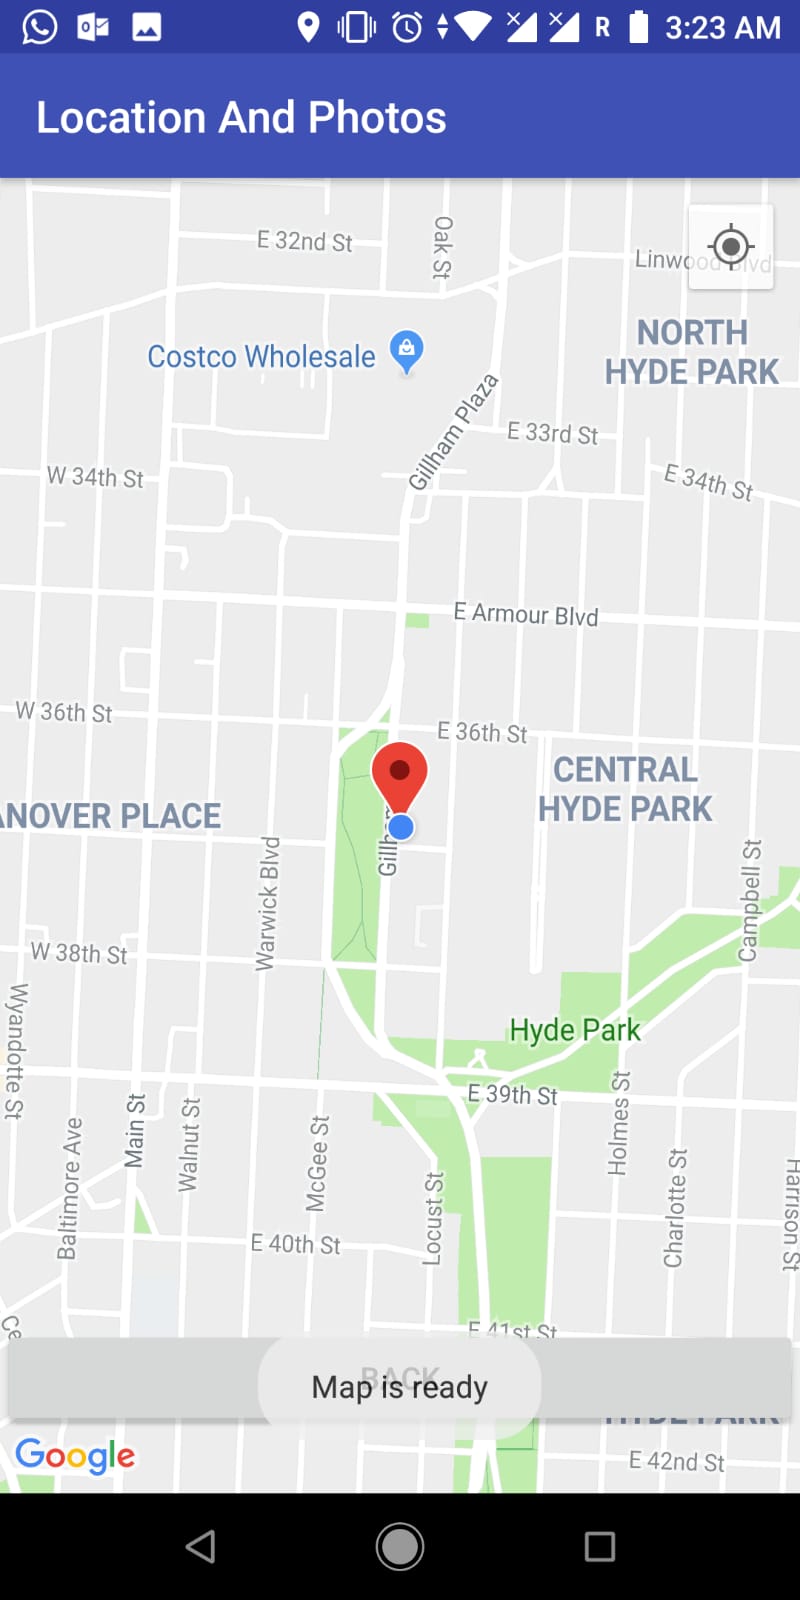 R
3:23 AM
Location And Photos
E 32nd St
Oak St
Linwood Blvd
NORTH
HYDE PARK
Costco Wholesale
Gillham Plaza
E 33rd St
W 34th St
E 34th St
E Armour Blvd
W 36th St
E 36th St
CENTRAL
HYDE PARK
ANOVER PLACE
Gillh
Warwick Blvd
Campbell St
W 38th St
Wyandotte St
Hyde Park
E 39th St
Holmes St
Main St
Walnut St
McGee St
Baltimore Ave
Locust St
Charlotte St
Harrison St
E 40th St
Ce
E 41st St
BACK
Map is ready
HYDE PARK
Google
E 42nd St